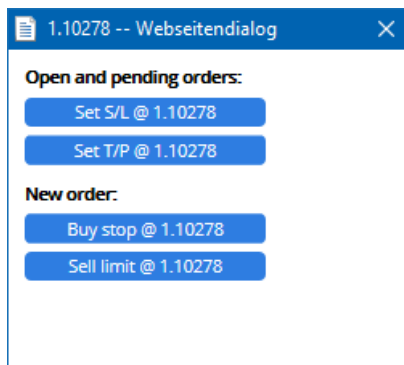 1.10278 -- Webseitendialog
Open and pending orders:
Set S/L @ 1.10278
Set T/P @ 1.10278
New order:
Buy stop @ 1.10278
Sell limit @ 1.10278